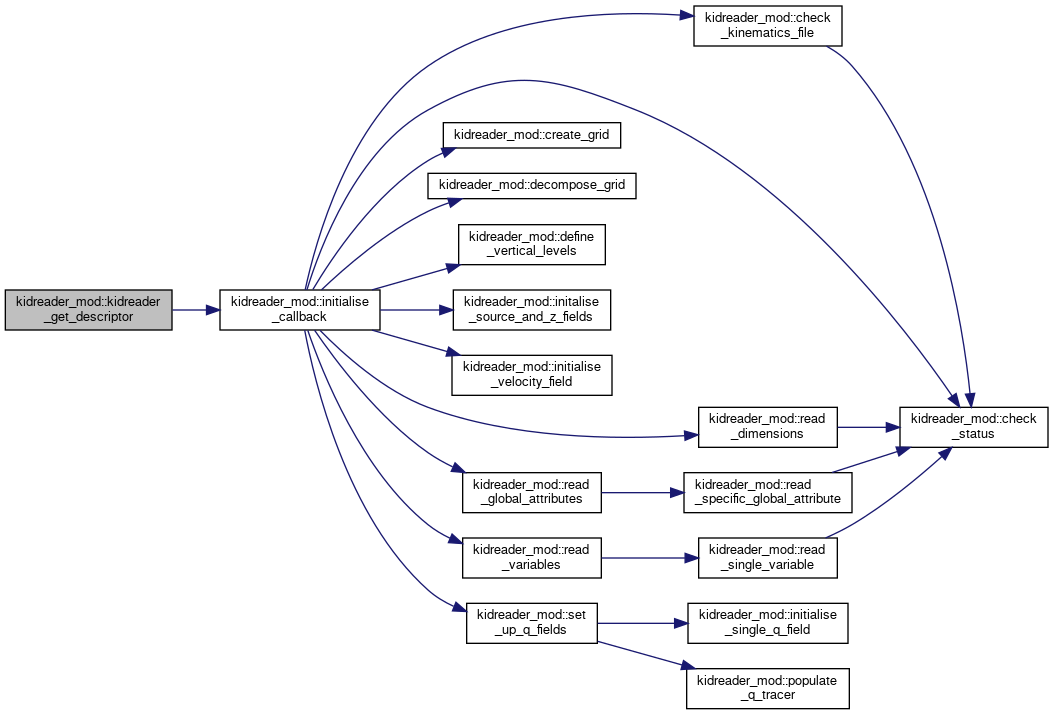 kidreader_mod::kidreader
_get_descriptor
kidreader_mod::initialise
_callback
kidreader_mod::check
_kinematics_file
kidreader_mod::create_grid
kidreader_mod::decompose_grid
kidreader_mod::define
_vertical_levels
kidreader_mod::initalise
_source_and_z_fields
kidreader_mod::initialise
_velocity_field
kidreader_mod::read
_dimensions
kidreader_mod::check
_status
kidreader_mod::read
_global_attributes
kidreader_mod::read
_specific_global_attribute
kidreader_mod::read
_variables
kidreader_mod::read
_single_variable
kidreader_mod::set
_up_q_fields
kidreader_mod::initialise
_single_q_field
kidreader_mod::populate
_q_tracer